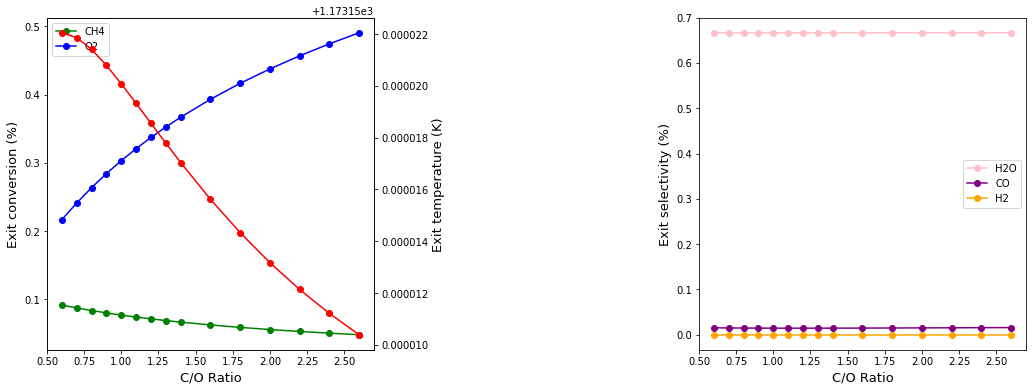 +1.17315e3
CH4
O2
0.5
0.4
0.3
0.2
0.1
Exit conversion (%)
0.50 0.75 1.00 1.25 1.50 1.75 2.00 2.25 2.50
C/O Ratio
0.000022
0.000020
0.000018
0.000016
0.000014
0.000012
0.000010
Exit temperature (K)
0.7
0.6
0.5
0.4
0.3
0.2
0.1
0.0
Exit selectivity (%)
H2O
CO
H2
0.50 0.75 1.00 1.25 1.50 1.75 2.00 2.25 2.50
C/O Ratio